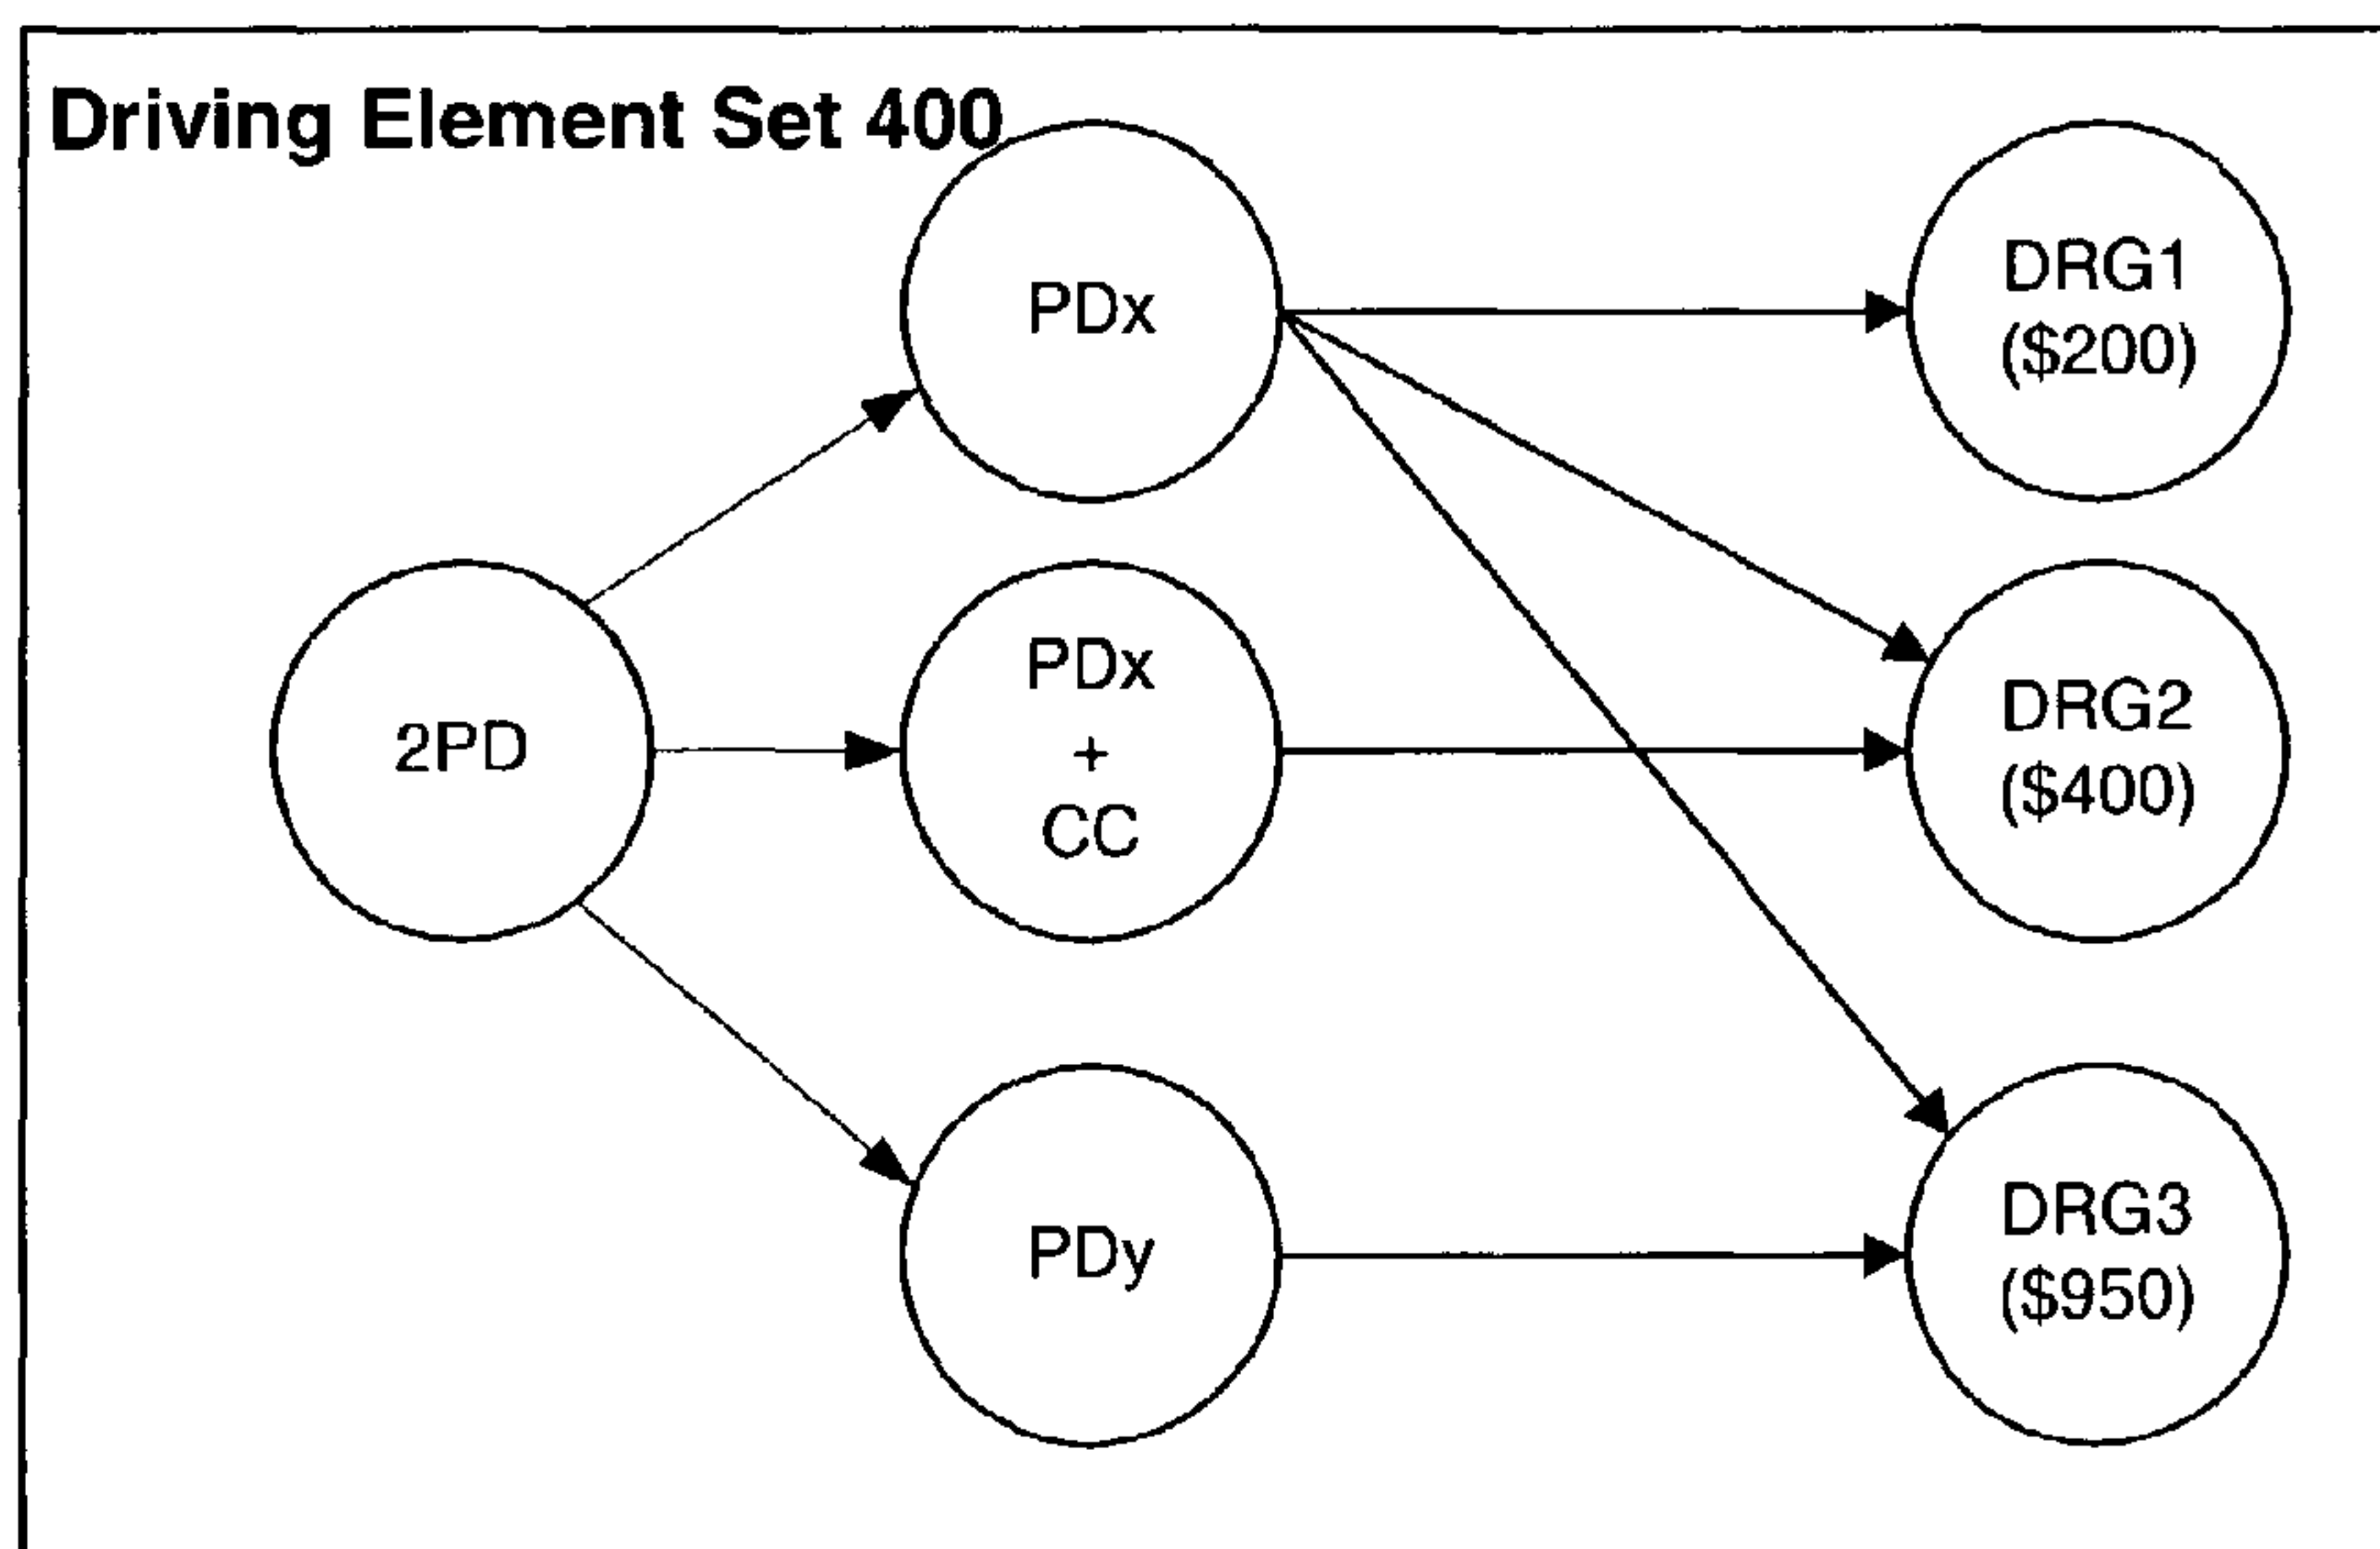 Driving Element Set 400
PDx
DRG1
($200)
2PD
PDx
+
CC
DRG2
($400)
PDy
DRG3
($950)